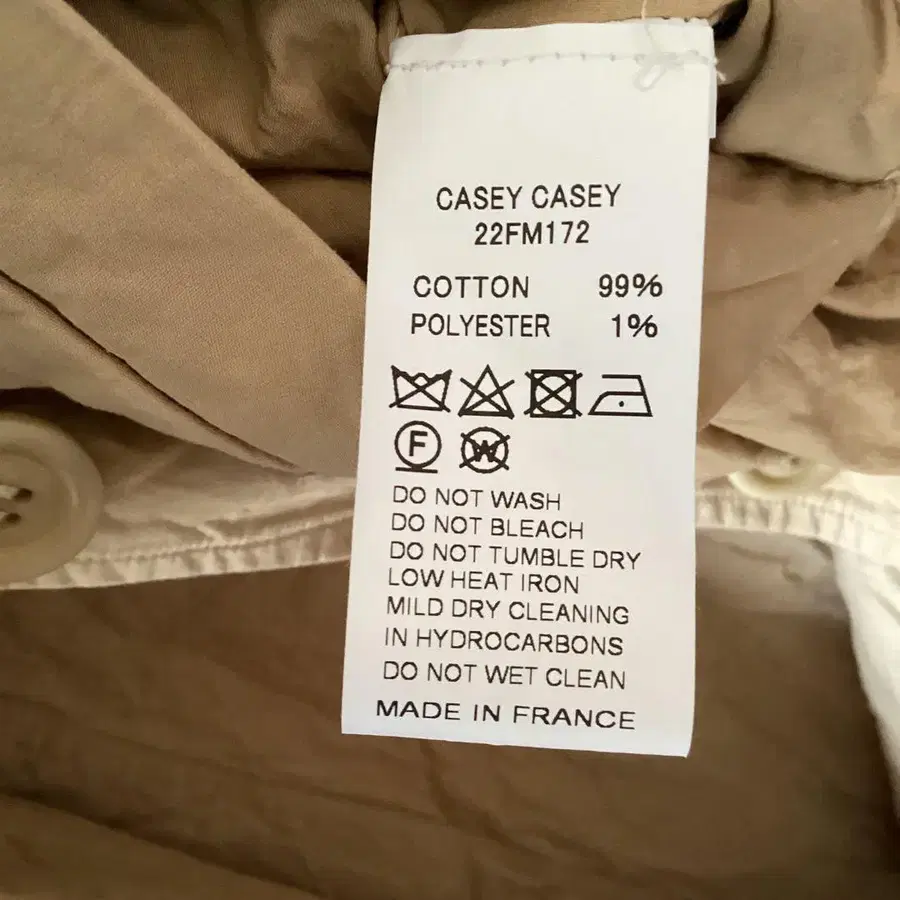 CASEY CASEY
22FM172
COTTON 99%
POLYESTER 1%
F W
DO NOT WASH
DO NOT BLEACH
DO NOT TUMBLE DRY
LOW HEAT IRON
MILD DRY CLEANING
IN HYDROCARBONS
DO NOT WET CLEAN
MADE IN FRANCE